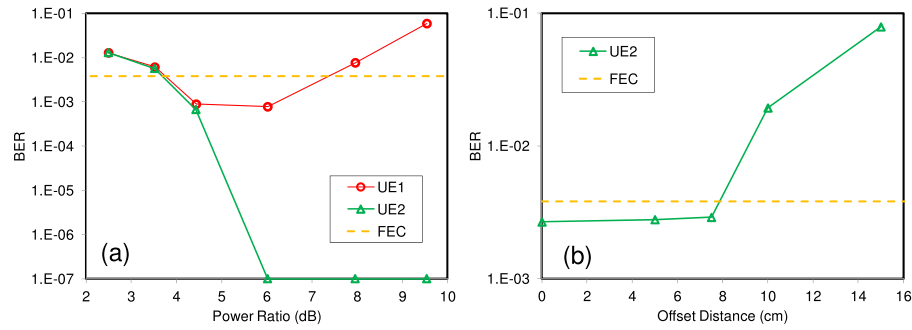 1.E-01
1.E-02
1.E-03
1.E-04
1.E-05
1.E-06
1.E-07
BER
UE1
UE2
FEC
(a)
2 3 4 5 6 7 8 9 10
Power Ratio (dB)
1.E-01
1.E-02
1.E-03
BER
UE2
FEC
(b)
0 2 4 6 8 10 12 14 16
Offset Distance (cm)